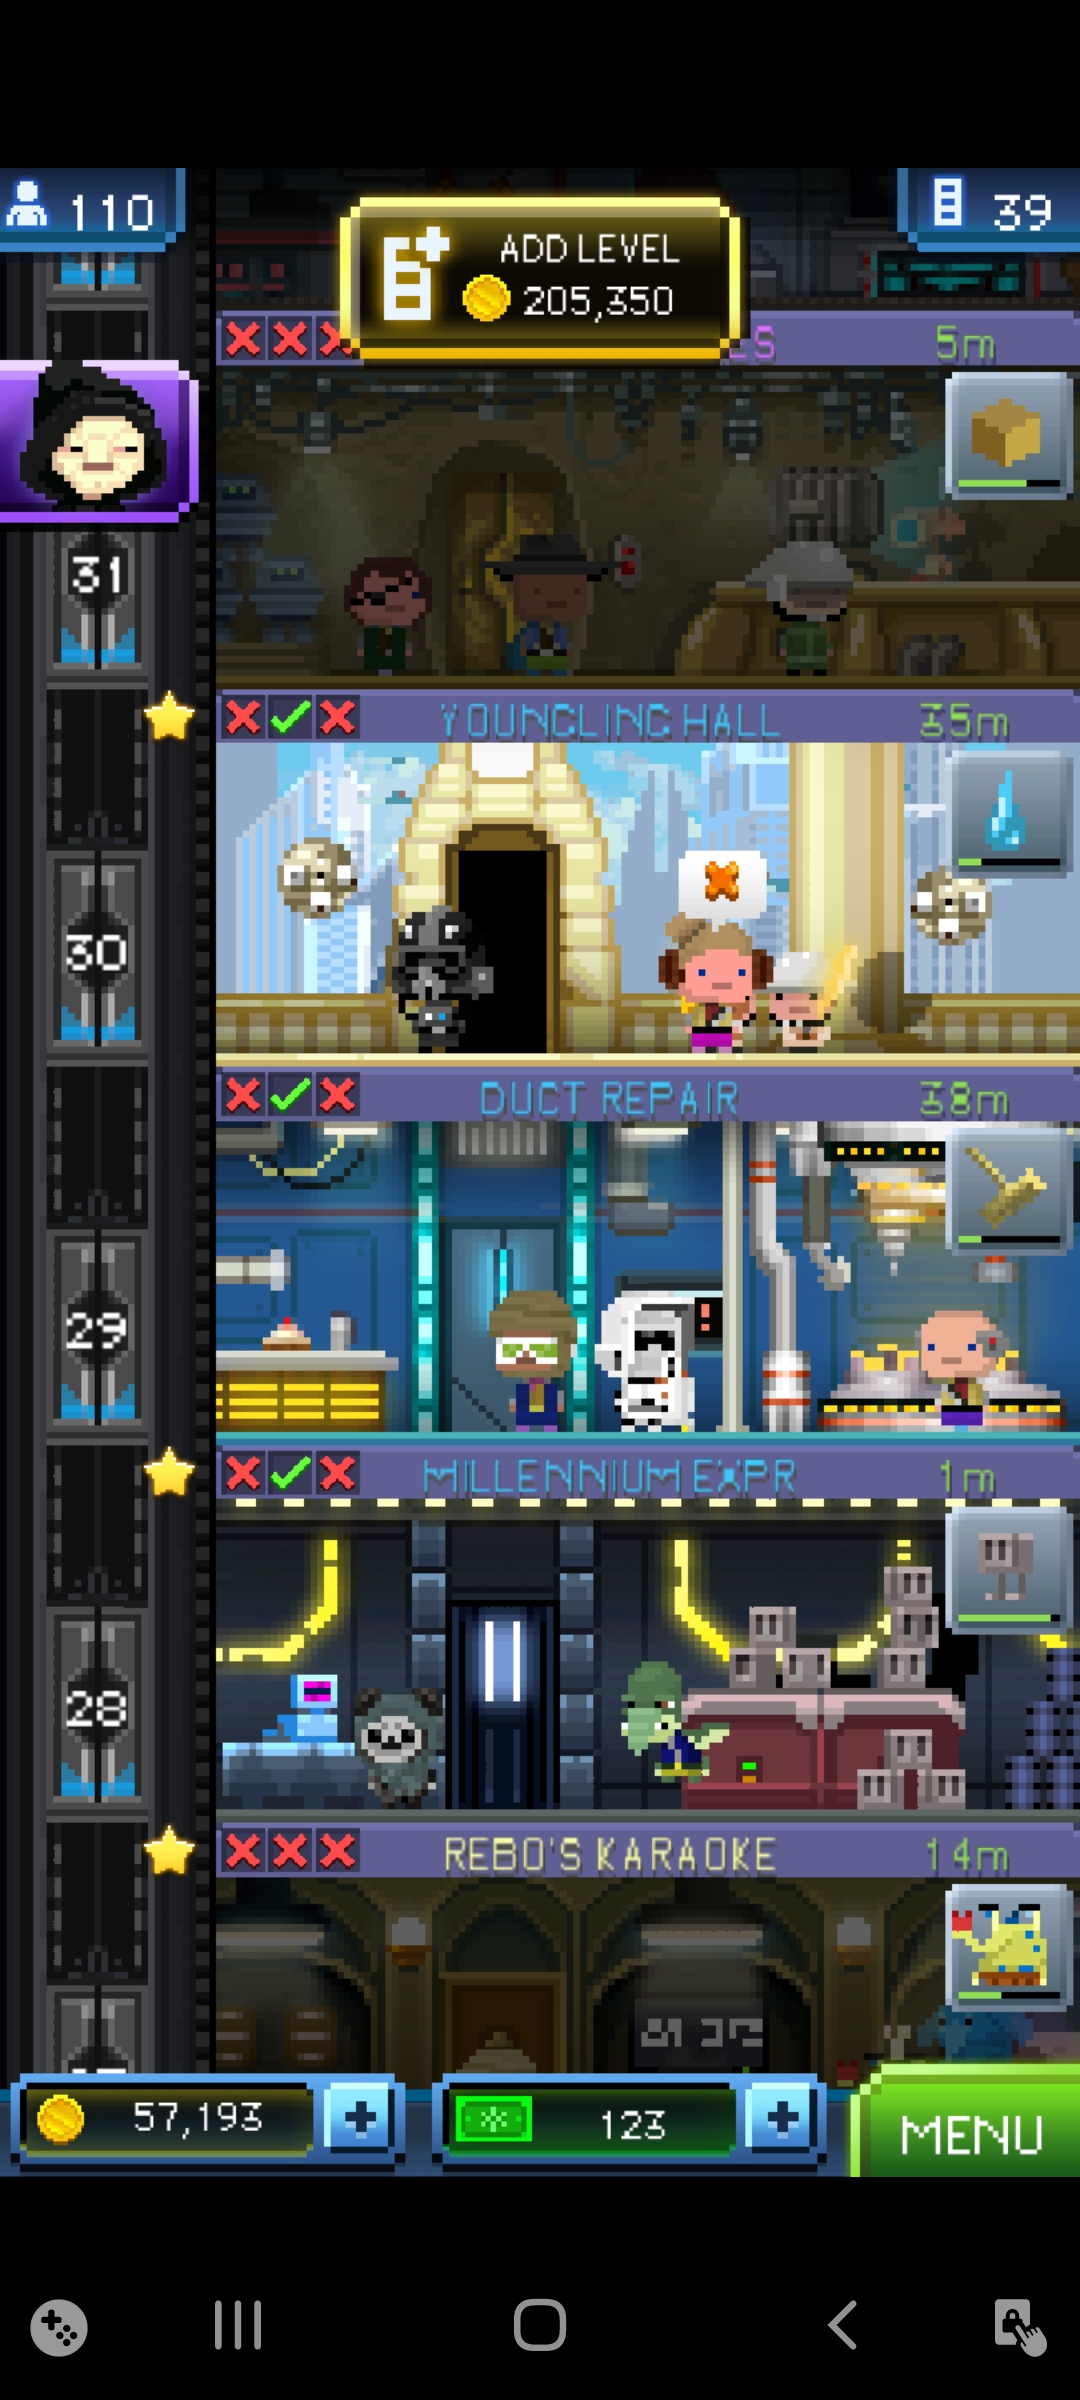 110
ADD LEVEL
205,350
39
5m
31
YOUNGLING HALL
35m
30
DUCT REPAIR
38m
29
MILLENNIUM EXPR
1m
28
REBO'S KARAOKE
14m
57,193
123
MENU